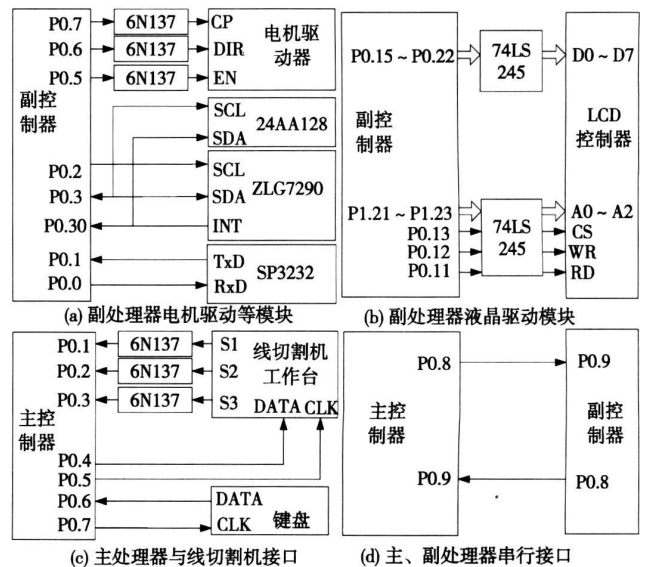 P0.7 6N137 CP
P0.6 6N137 DIR
P0.5 6N137 EN
电机驱
动器
副控
制器
SCL
SDA
24AA128
P0.2
P0.3
P0.30
SCL
SDA
INT
ZLG7290
P0.1
P0.0
TxD
RxD
SP3232
(a) 副处理器电机驱动等模块
P0.15~P0.22
74LS
245
D0~D7
副控
制器
LCD
控制器
P1.21~P1.23
P0.13
P0.12
P0.11
74LS
245
A0~A2
CS
WR
RD
(b) 副处理器液晶驱动模块
P0.1 6N137 S1
P0.2 6N137 S2
P0.3 6N137 S3
线切割机
工作台
DATA CLK
主控
制器
P0.4
P0.5
P0.6
P0.7
DATA
CLK
键盘
(c) 主处理器与线切割机接口
P0.8
P0.9
主控
制器
副控
制器
P0.9
P0.8
(d) 主、副处理器串行接口